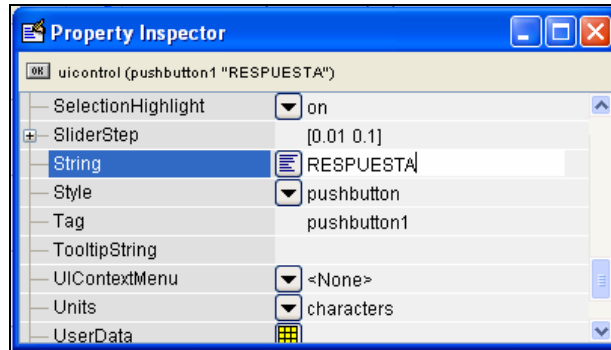 Property Inspector
OK uicontrol (pushbutton1 "RESPUESTA")
SelectionHighlight on
SliderStep [0.01 0.1]
String RESPUESTA
Style pushbutton
Tag pushbutton1
TooltipString
UIContextMenu <None>
Units characters
UserData